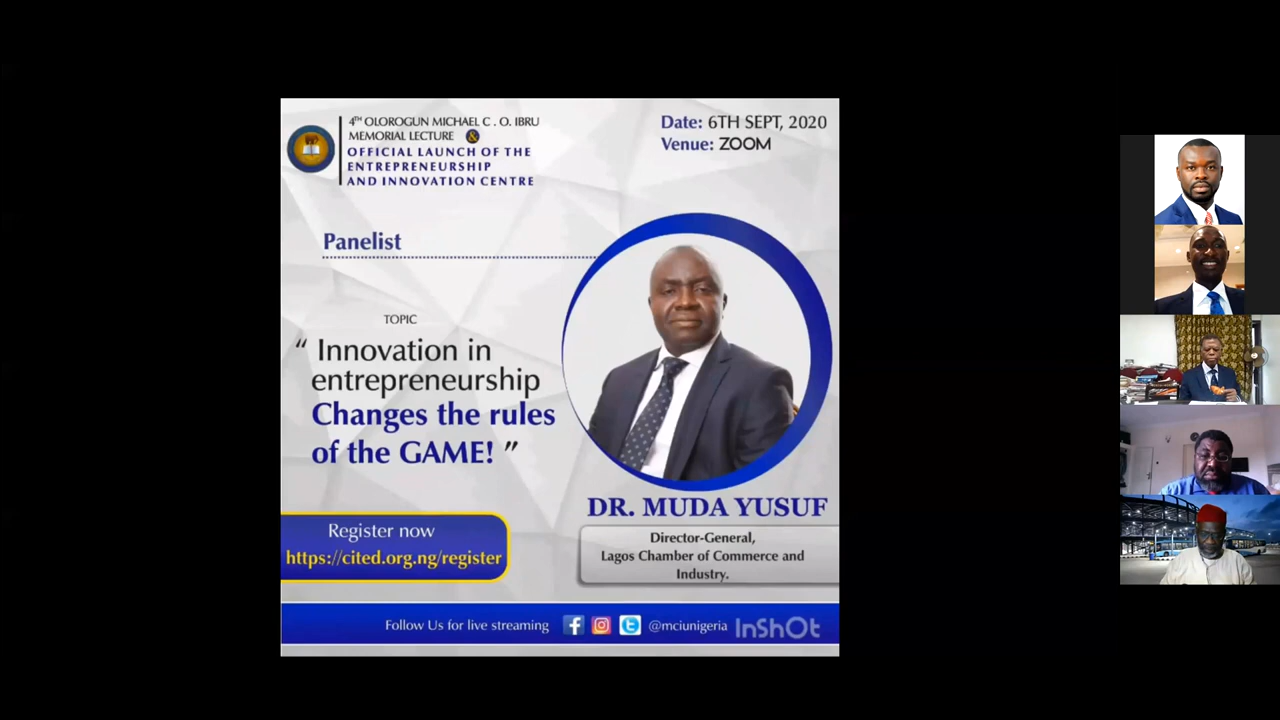 4TH OLOROGUN MICHAEL C . O. IBRU
MEMORIAL LECTURE &
OFFICIAL LAUNCH OF THE
ENTREPRENEURSHIP
AND INNOVATION CENTRE
Date: 6TH SEPT, 2020
Venue: ZOOM
Panelist
TOPIC
“ Innovation in
entrepreneurship
Changes the rules
of the GAME! ”
DR. MUDA YUSUF
Director-General,
Lagos Chamber of Commerce and
Industry.
Register now
https://cited.org.ng/register
Follow Us for live streaming @mciunigeria InShOt